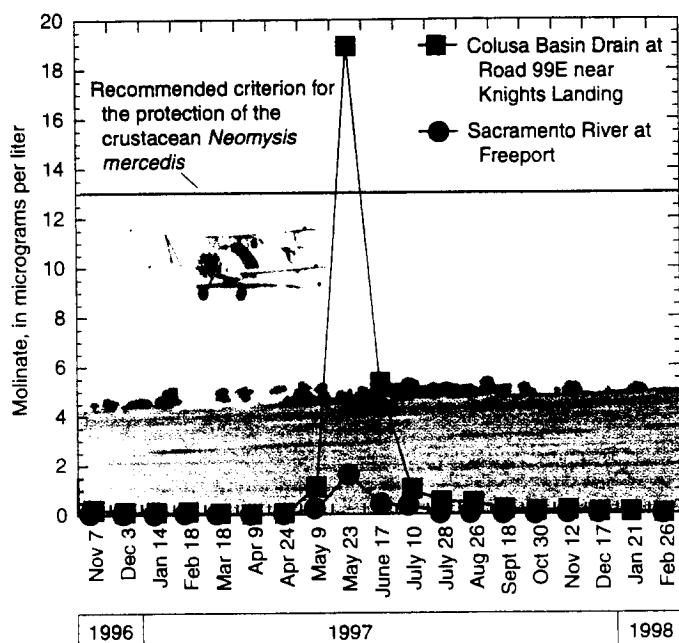 20
18
16
14
12
10
8
6
4
2
0
Molinate, in micrograms per liter
Recommended criterion for
the protection of the
crustacean Neomysis
mercedis
Colusa Basin Drain at
Road 99E near
Knights Landing
Sacramento River at
Freeport
Nov 7
Dec 3
Jan 14
Feb 18
Mar 18
Apr 9
Apr 24
May 9
May 23
June 17
July 10
July 28
Aug 26
Sept 18
Oct 30
Nov 12
Dec 17
Jan 21
Feb 26
1996
1997
1998